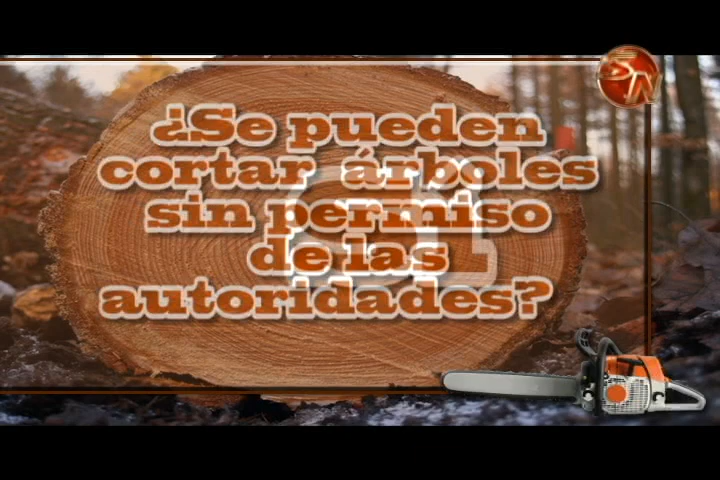 ¿Se pueden
cortar árboles
sin permiso
de las
autoridades?